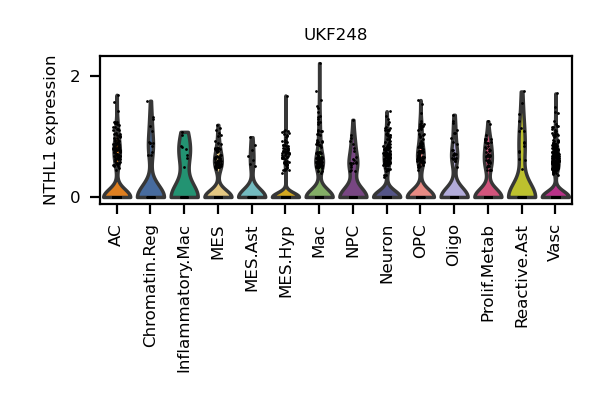 UKF248
NTHL1 expression
2
0
AC
Chromatin.Reg
Inflammatory.Mac
MES
MES.Ast
MES.Hyp
Mac
NPC
Neuron
OPC
Oligo
Prolif.Metab
Reactive.Ast
Vasc